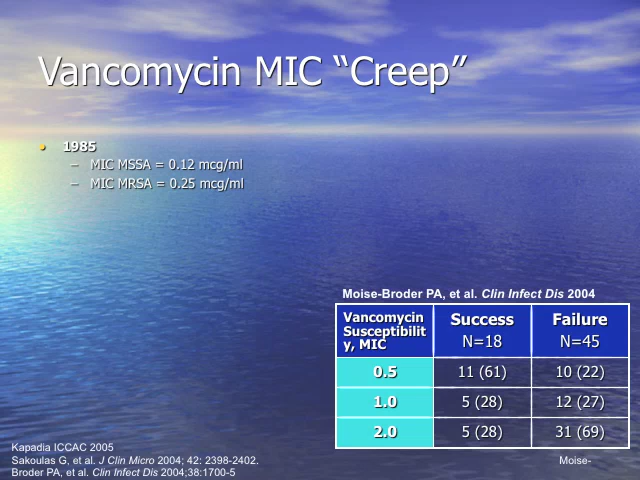 Vancomycin MIC “Creep”
• 1985
– MIC MSSA = 0.12 mcg/ml
– MIC MRSA = 0.25 mcg/ml
Moise-Broder PA, et al. Clin Infect Dis 2004
Vancomycin
Susceptibilit
y, MIC
Success
N=18
Failure
N=45
0.5 11 (61) 10 (22)
1.0 5 (28) 12 (27)
2.0 5 (28) 31 (69)
Kapadia ICCAC 2005
Sakoulas G, et al. J Clin Micro 2004; 42: 2398-2402.
Moise-
Broder PA, et al. Clin Infect Dis 2004;38:1700-5